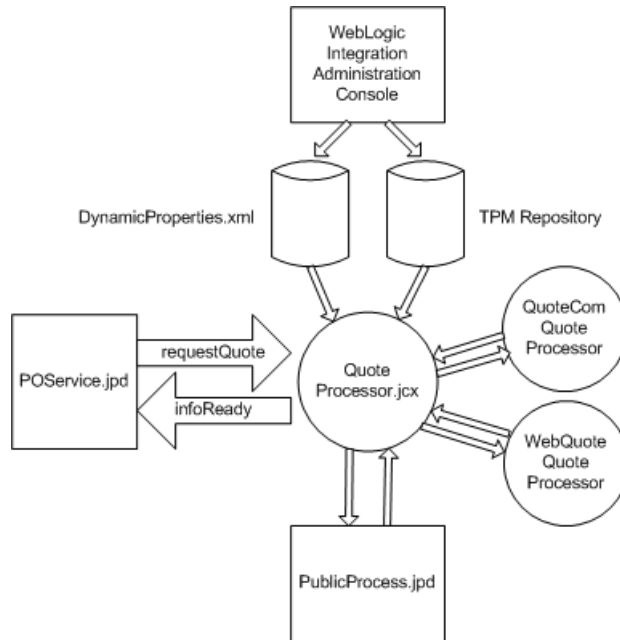 WebLogic
Integration
Administration
Console
DynamicProperties.xml
TPM Repository
QuoteCom
Quote
Processor
requestQuote
POService.jpd
Quote
Processor.jcx
infoReady
WebQuote
Quote
Processor
PublicProcess.jpd